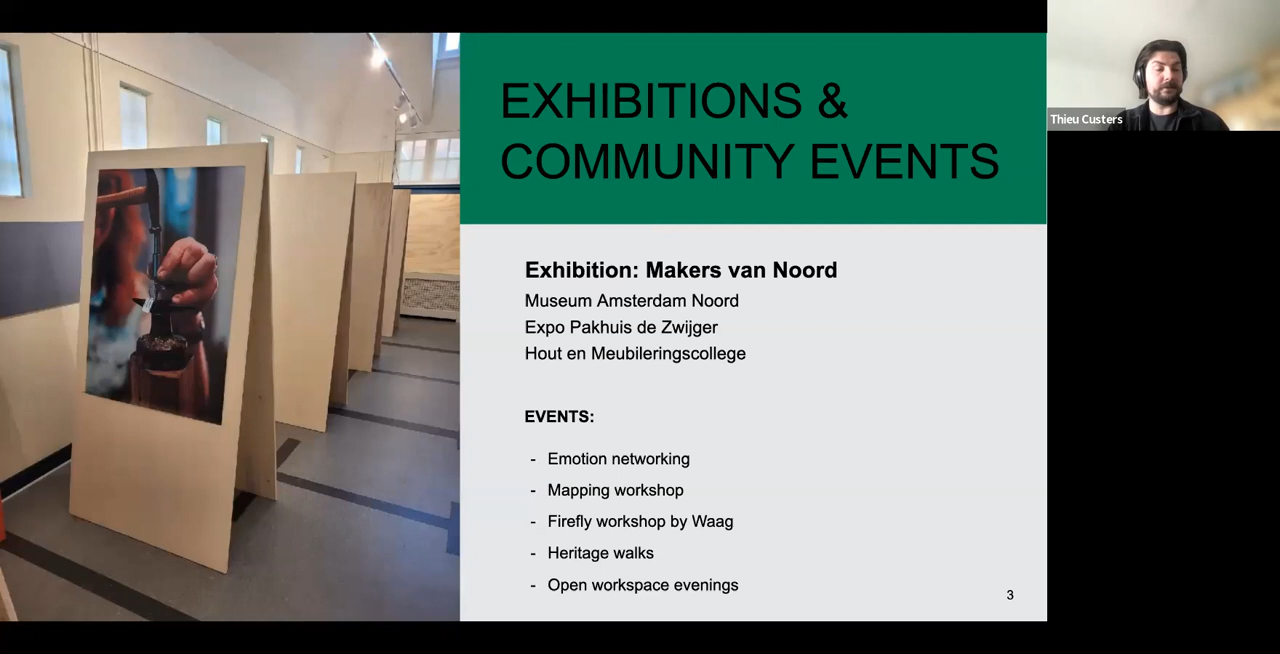 EXHIBITIONS &
COMMUNITY EVENTS
Thieu Custers
Exhibition: Makers van Noord
Museum Amsterdam Noord
Expo Pakhuis de Zwijger
Hout en Meubileringscollege
EVENTS:
- Emotion networking
- Mapping workshop
- Firefly workshop by Waag
- Heritage walks
- Open workspace evenings
3